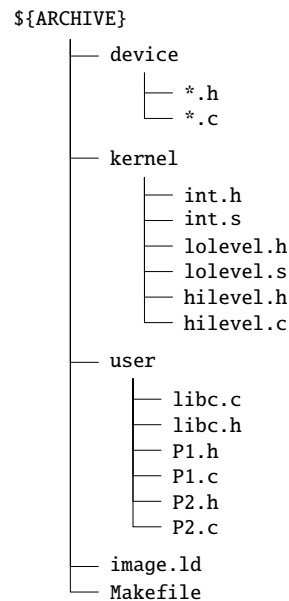 ${ARCHIVE}
device
*.h
*.c
kernel
int.h
int.s
lolevel.h
lolevel.s
hilevel.h
hilevel.c
user
libc.c
libc.h
P1.h
P1.c
P2.h
P2.c
image.ld
Makefile